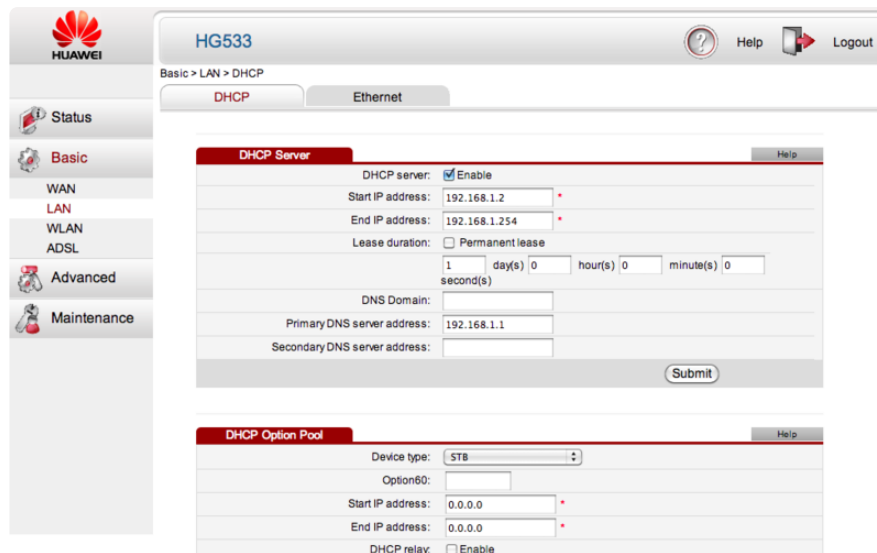 HUAWEI
HG533
Help
Logout
Basic > LAN > DHCP
DHCP
Ethernet
Status
Basic
WAN
LAN
WLAN
ADSL
Advanced
Maintenance
DHCP Server
Help
DHCP server: Enable
Start IP address: 192.168.1.2 *
End IP address: 192.168.1.254 *
Lease duration: Permanent lease
1 day(s) 0 hour(s) 0 minute(s) 0
second(s)
DNS Domain:
Primary DNS server address: 192.168.1.1
Secondary DNS server address:
Submit
DHCP Option Pool
Help
Device type: STB
Option60:
Start IP address: 0.0.0.0 *
End IP address: 0.0.0.0 *
DHCP relay: Enable